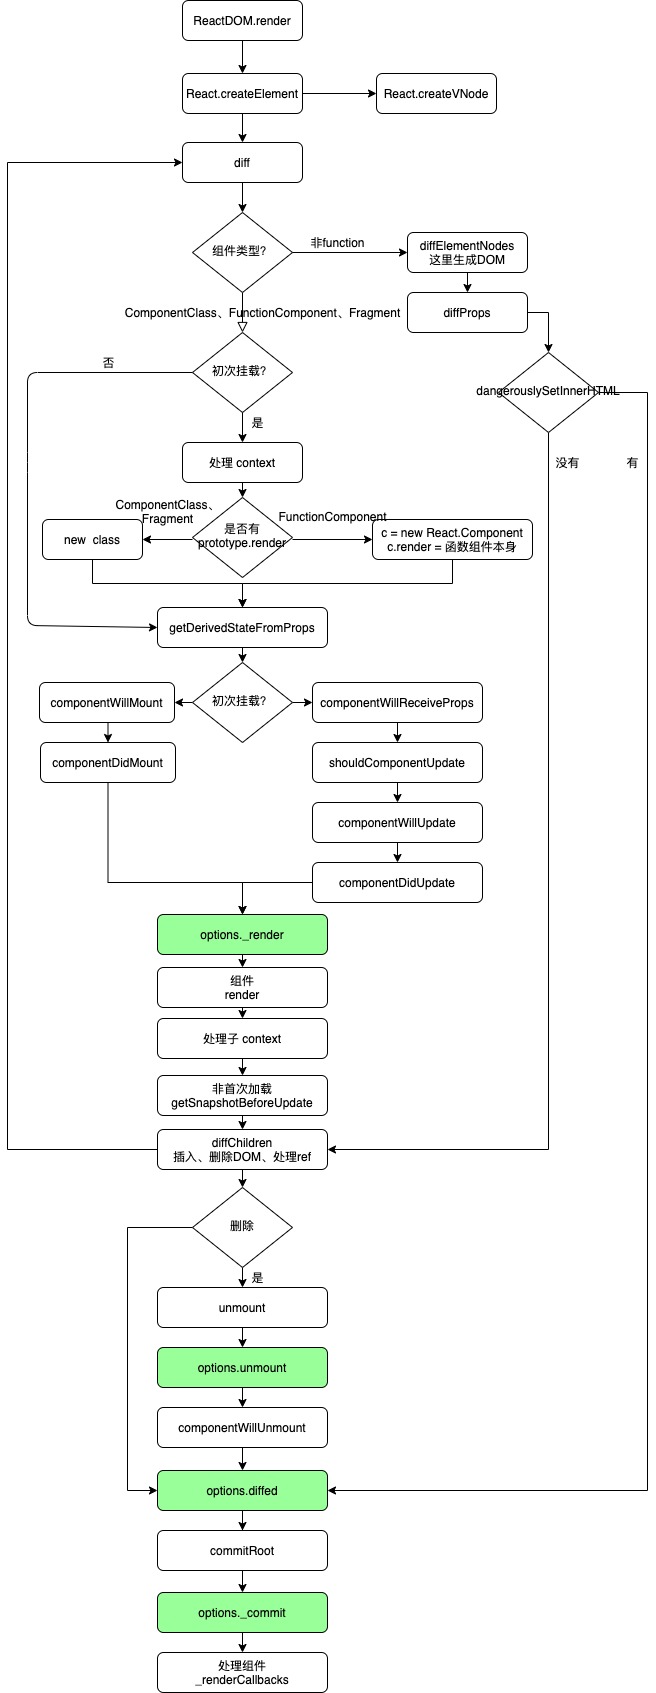 ReactDOM.render
React.createElement
React.createVNode
diff
组件类型?
非function
diffElementNodes
这里生成DOM
ComponentClass、FunctionComponent、Fragment
diffProps
否
初次挂载?
dangerouslySetInnerHTML
是
处理 context
没有
有
ComponentClass、
Fragment
FunctionComponent
new class
是否有
prototype.render
c = new React.Component
c.render = 函数组件本身
getDerivedStateFromProps
componentWillMount
初次挂载?
componentWillReceiveProps
componentDidMount
shouldComponentUpdate
componentWillUpdate
componentDidUpdate
options._render
组件
render
处理子 context
非首次加载
getSnapshotBeforeUpdate
diffChildren
插入、删除DOM、处理ref
删除
是
unmount
options.unmount
componentWillUnmount
options.diffed
commitRoot
options._commit
处理组件
_renderCallbacks